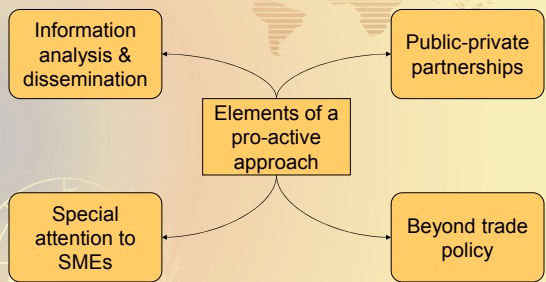 Information
analysis &
dissemination
Public-private
partnerships
Elements of a
pro-active
approach
Special
attention to
SMEs
Beyond trade
policy